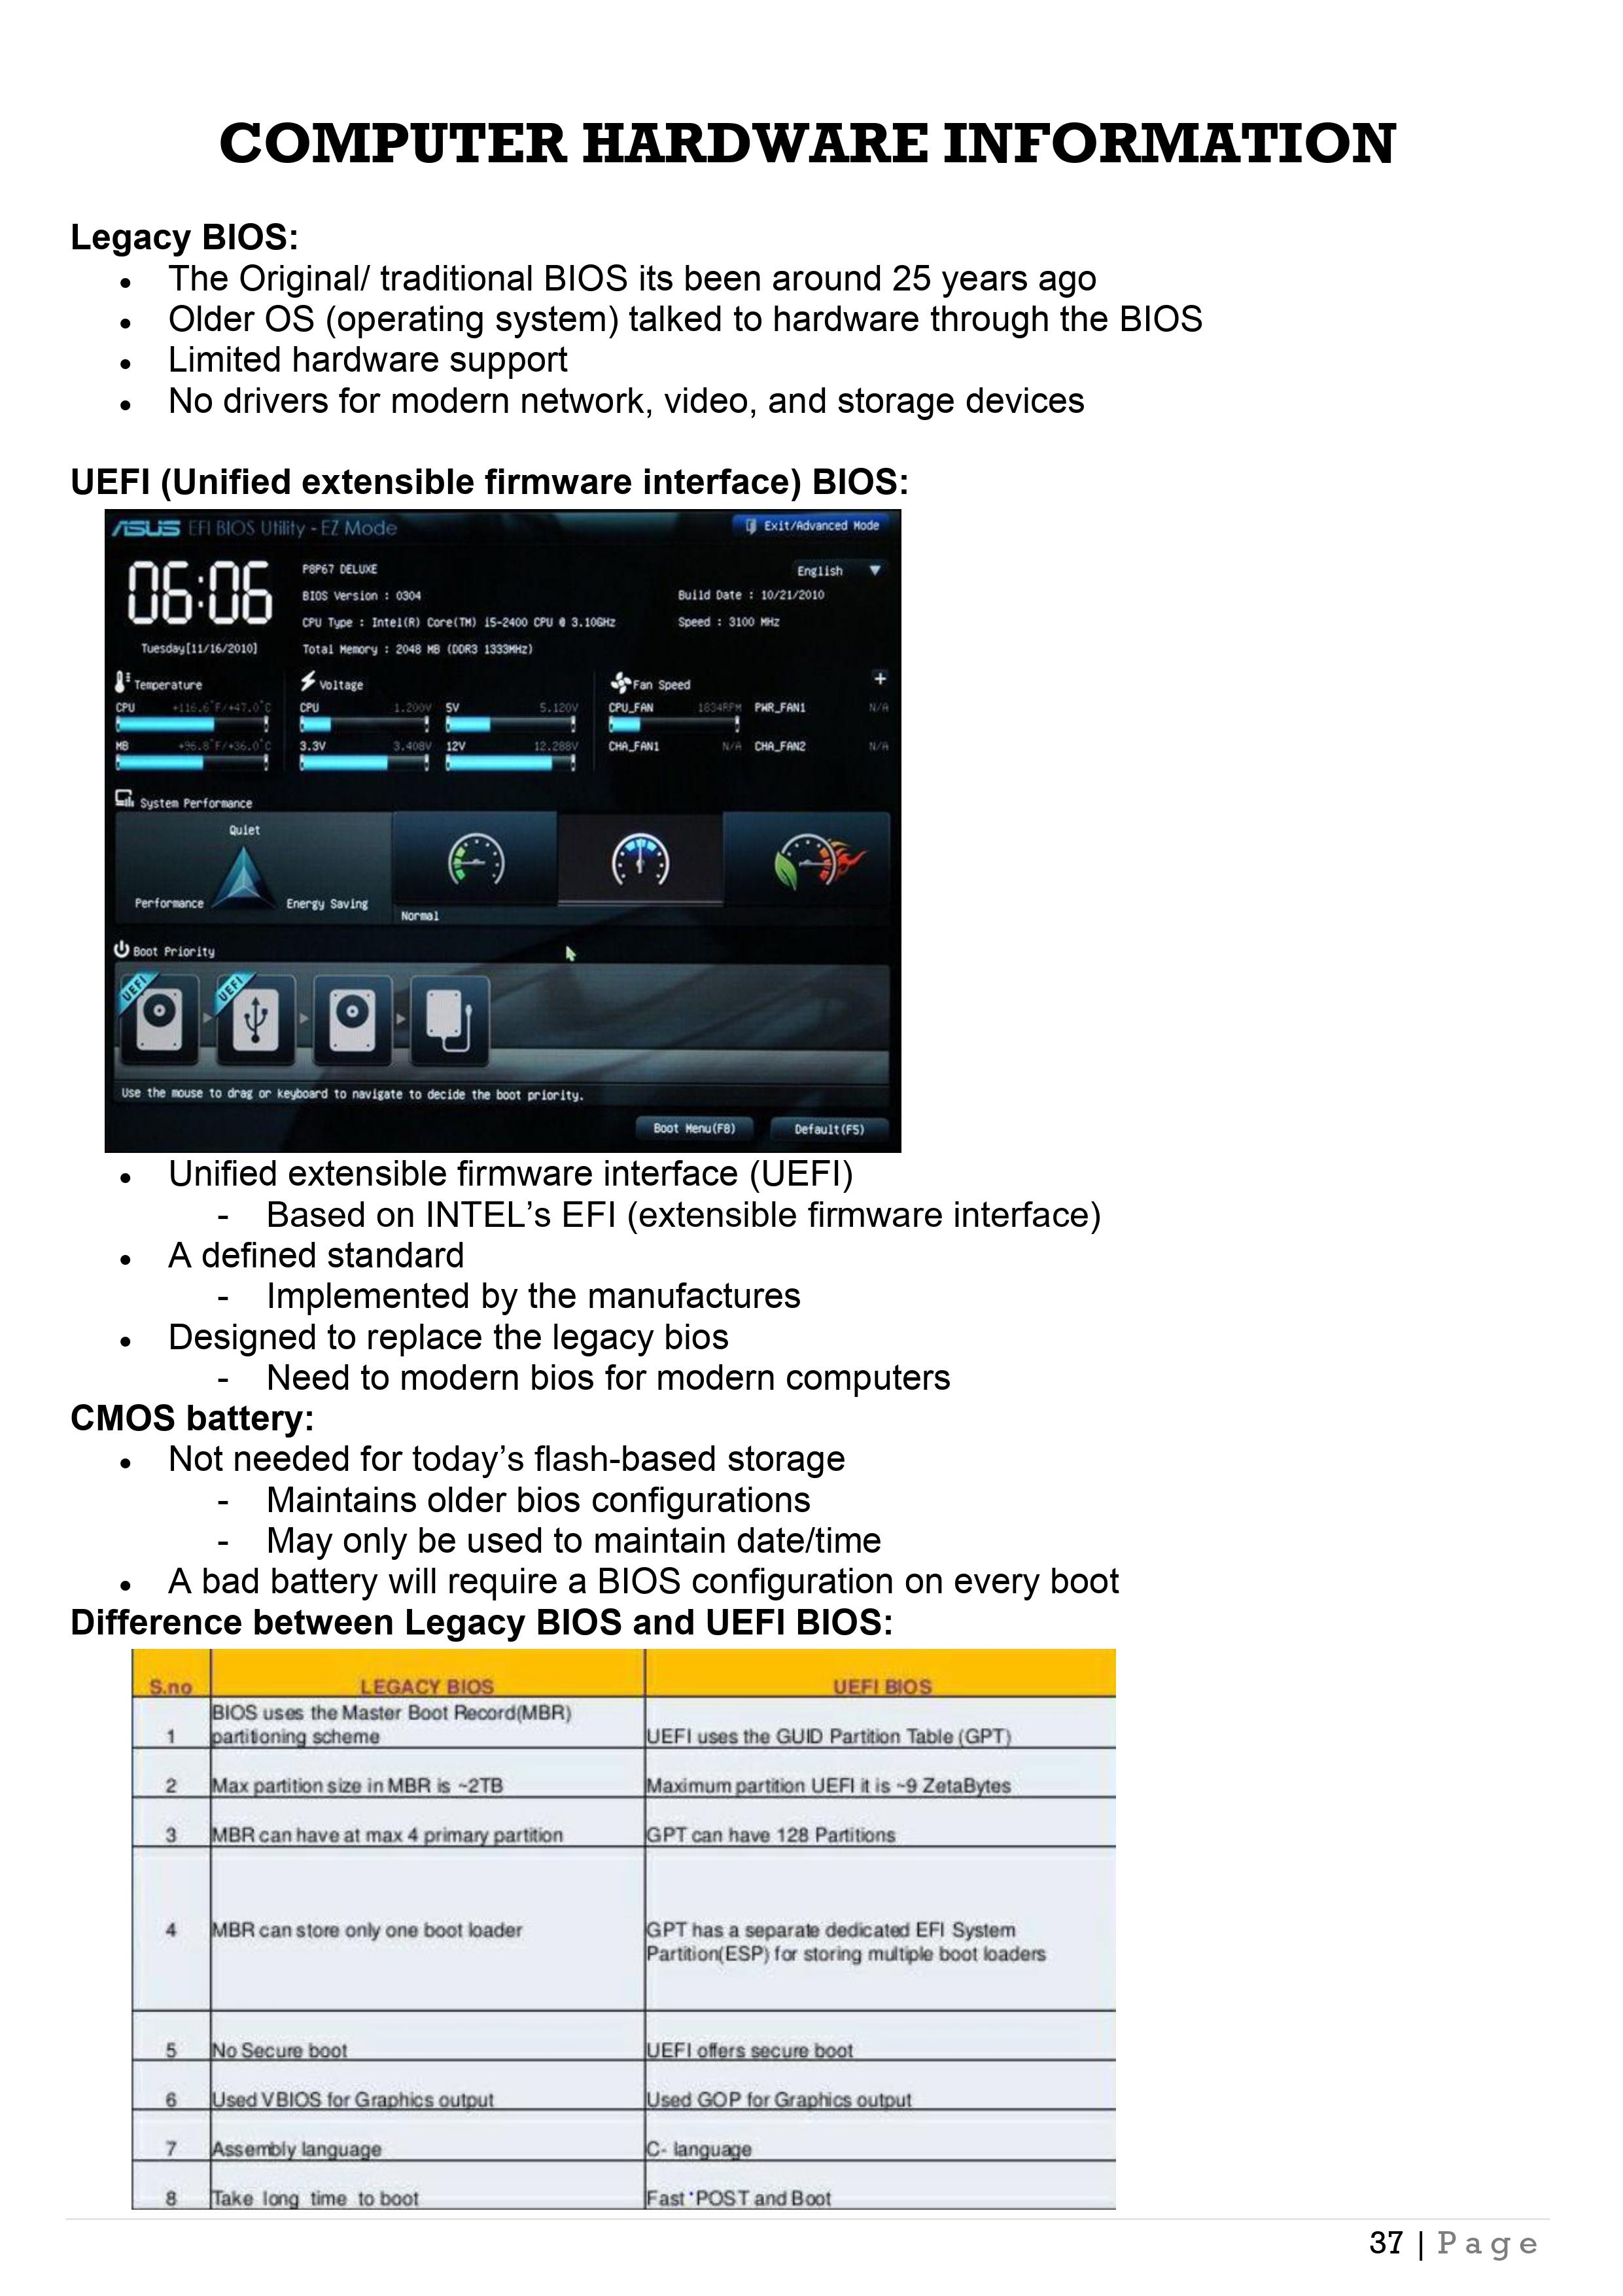 COMPUTER HARDWARE INFORMATION
Legacy BIOS:
• The Original/ traditional BIOS its been around 25 years ago
• Older OS (operating system) talked to hardware through the BIOS
• Limited hardware support
• No drivers for modern network, video, and storage devices
UEFI (Unified extensible firmware interface) BIOS:
ASUS EFI BIOS Utility - EZ Mode
Exit/Advanced Mode
06:06
Tuesday[11/16/2010]
P8P67 DELUXE
English
BIOS Version : 0304
Build Date : 10/21/2010
CPU Type : Intel(R) Core(TM) i5-2400 CPU @ 3.10GHz
Speed : 3100 MHz
Total Memory : 2048 MB (DDR3 1333MHz)
Temperature
CPU +116.6°F/+47.0°C
MB +96.8°F/+36.0°C
Voltage
CPU 1.200V 5V 5.120V
3.3V 3.408V 12V 12.288V
Fan Speed
CPU_FAN 1834RPM PWR_FAN1 N/A
CHA_FAN1 N/A CHA_FAN2 N/A
System Performance
Quiet
Performance
Energy Saving
Normal
Boot Priority
UEFI
UEFI
Use the mouse to drag or keyboard to navigate to decide the boot priority.
Boot Menu(F8)
Default(F5)
• Unified extensible firmware interface (UEFI)
- Based on INTEL’s EFI (extensible firmware interface)
• A defined standard
- Implemented by the manufactures
• Designed to replace the legacy bios
- Need to modern bios for modern computers
CMOS battery:
• Not needed for today’s flash-based storage
- Maintains older bios configurations
- May only be used to maintain date/time
• A bad battery will require a BIOS configuration on every boot
Difference between Legacy BIOS and UEFI BIOS:
S.no LEGACY BIOS UEFI BIOS
1 BIOS uses the Master Boot Record(MBR)
partitioning scheme UEFI uses the GUID Partition Table (GPT)
2 Max partition size in MBR is ~2TB Maximum partition UEFI it is ~9 ZetaBytes
3 MBR can have at max 4 primary partition GPT can have 128 Partitions
4 MBR can store only one boot loader GPT has a separate dedicated EFI System
Partition(ESP) for storing multiple boot loaders
5 No Secure boot UEFI offers secure boot
6 Used VBIOS for Graphics output Used GOP for Graphics output
7 Assembly language C- language
8 Take long time to boot Fast POST and Boot
37 | Page